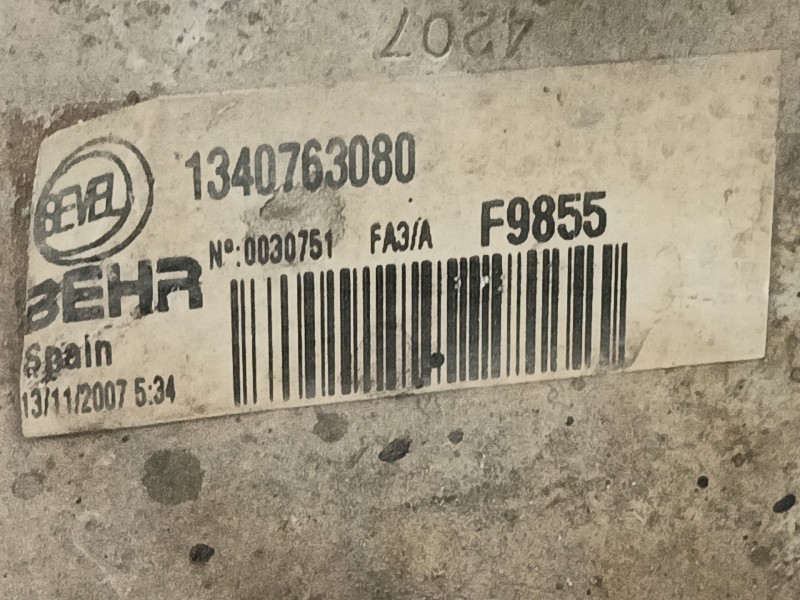 4207
1340763080
BEVEL
Nº:0030751 FA3/A F9855
BEHR
Spain
13/11/2007 5:34